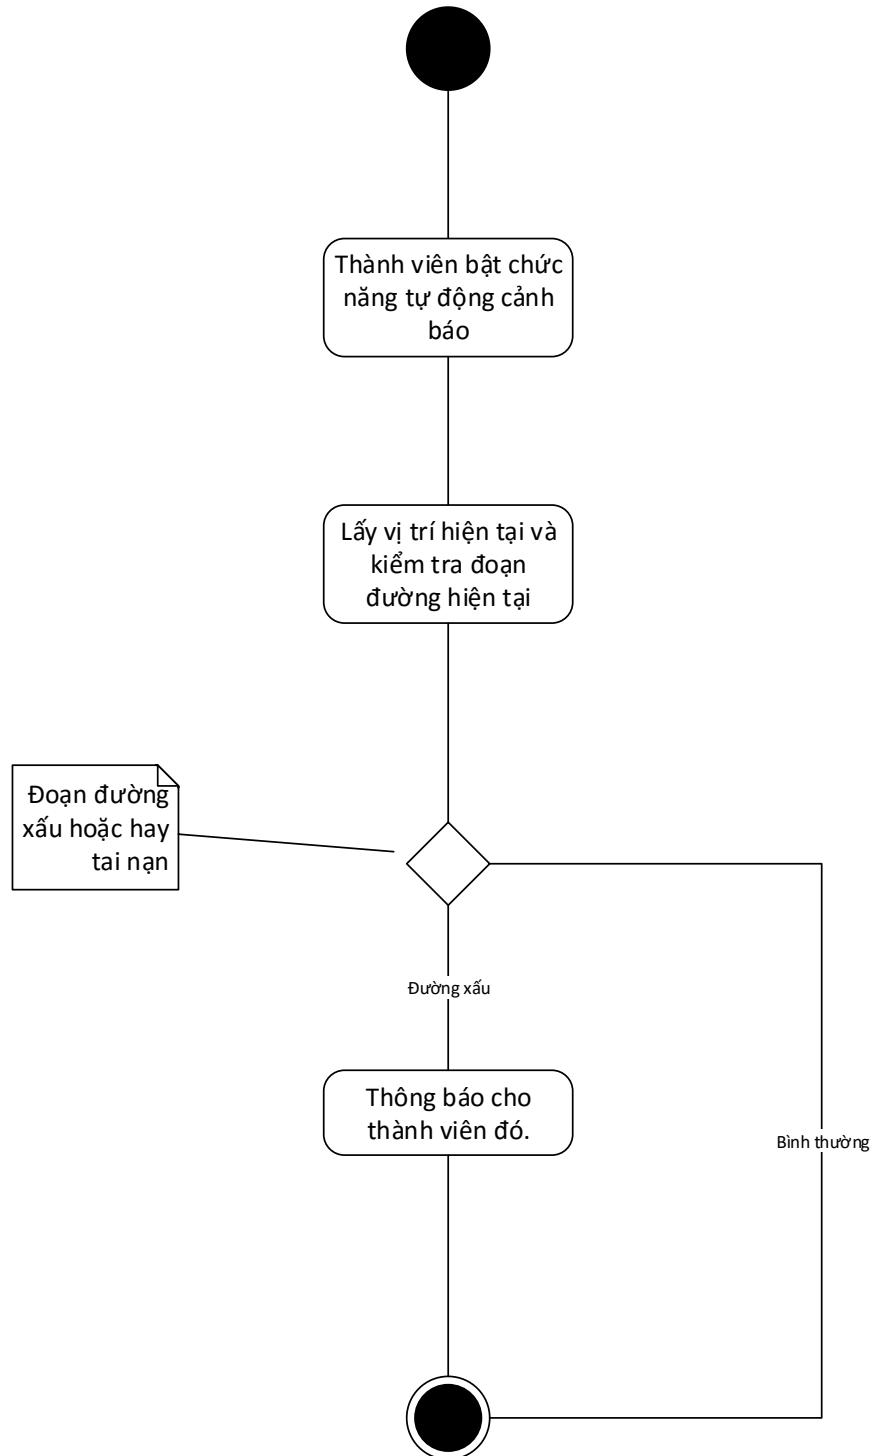 Thành viên bật chức
năng tự động cảnh
báo
Lấy vị trí hiện tại và
kiểm tra đoạn
đường hiện tại
Đoạn đường
xấu hoặc hay
tai nạn
Đường xấu
Thông báo cho
thành viên đó.
Bình thường